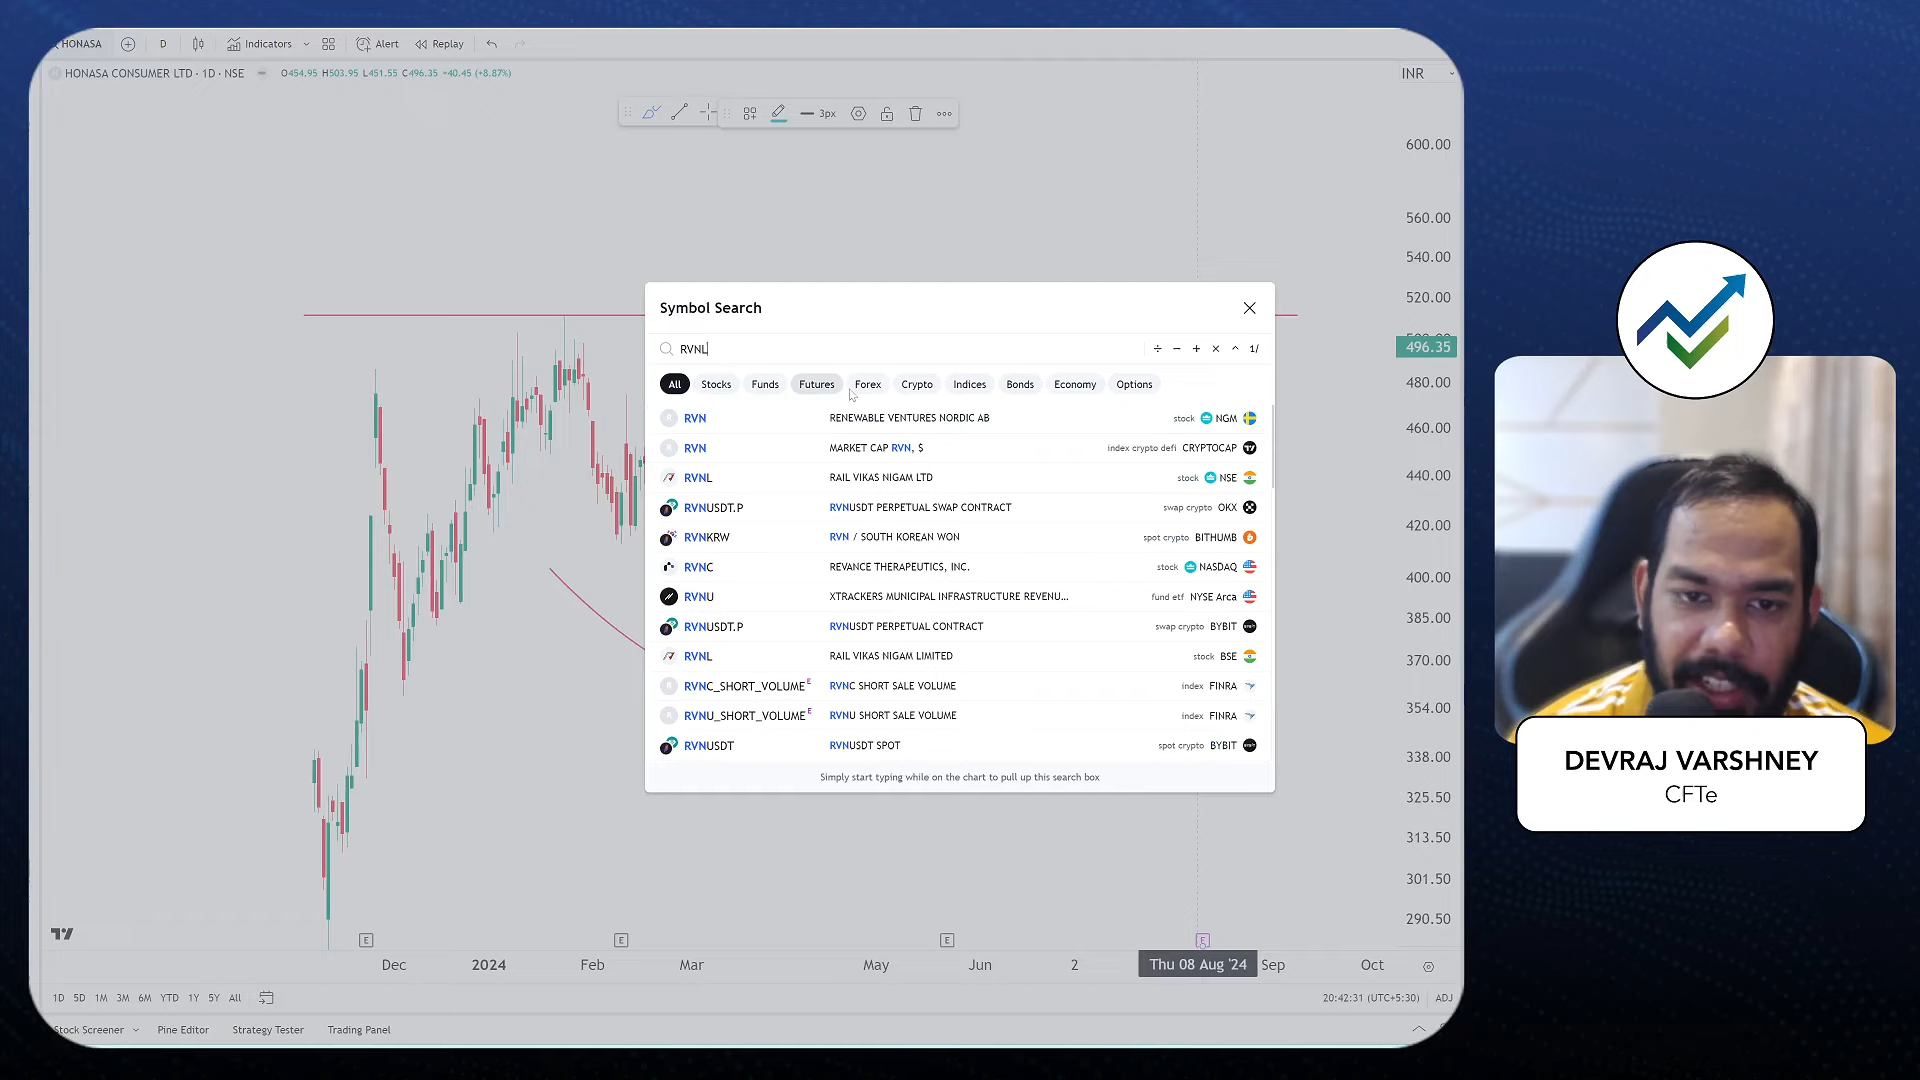 HONASA D Indicators Alert Replay
HONASA CONSUMER LTD · 1D · NSE O454.95 H503.95 L451.55 C496.35 +40.45 (+8.87%) INR
3px
600.00
560.00
540.00
520.00
496.35
480.00
460.00
440.00
420.00
400.00
385.00
370.00
354.00
338.00
325.50
313.50
301.50
290.50
Symbol Search
RVNL ÷ − + × ^ 1/
All Stocks Funds Futures Forex Crypto Indices Bonds Economy Options
RVN RENEWABLE VENTURES NORDIC AB stock NGM
RVN MARKET CAP RVN, $ index crypto defi CRYPTOCAP
RVNL RAIL VIKAS NIGAM LTD stock NSE
RVNUSDT.P RVNUSDT PERPETUAL SWAP CONTRACT swap crypto OKX
RVNKRW RVN / SOUTH KOREAN WON spot crypto BITHUMB
RVNC REVANCE THERAPEUTICS, INC. stock NASDAQ
RVNU XTRACKERS MUNICIPAL INFRASTRUCTURE REVENU... fund etf NYSE Arca
RVNUSDT.P RVNUSDT PERPETUAL CONTRACT swap crypto BYBIT
RVNL RAIL VIKAS NIGAM LIMITED stock BSE
RVNC_SHORT_VOLUME E RVNC SHORT SALE VOLUME index FINRA
RVNU_SHORT_VOLUME E RVNU SHORT SALE VOLUME index FINRA
RVNUSDT RVNUSDT SPOT spot crypto BYBIT
Simply start typing while on the chart to pull up this search box
E E E E
Dec 2024 Feb Mar May Jun 2 Thu 08 Aug '24 Sep Oct
1D 5D 1M 3M 6M YTD 1Y 5Y All 20:42:31 (UTC+5:30) ADJ
Stock Screener Pine Editor Strategy Tester Trading Panel
DEVRAJ VARSHNEY
CFTe